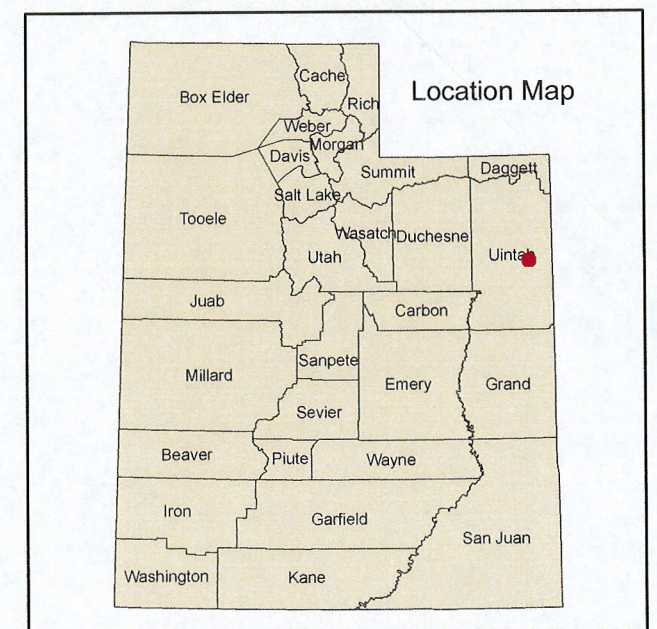 Location Map
Cache
Box Elder
Rich
Weber
Morgan
Davis
Summit
Daggett
Salt Lake
Tooele
Wasatch
Duchesne
Utah
Uintah
Juab
Carbon
Sanpete
Millard
Emery
Grand
Sevier
Beaver
Piute
Wayne
Iron
Garfield
San Juan
Washington
Kane